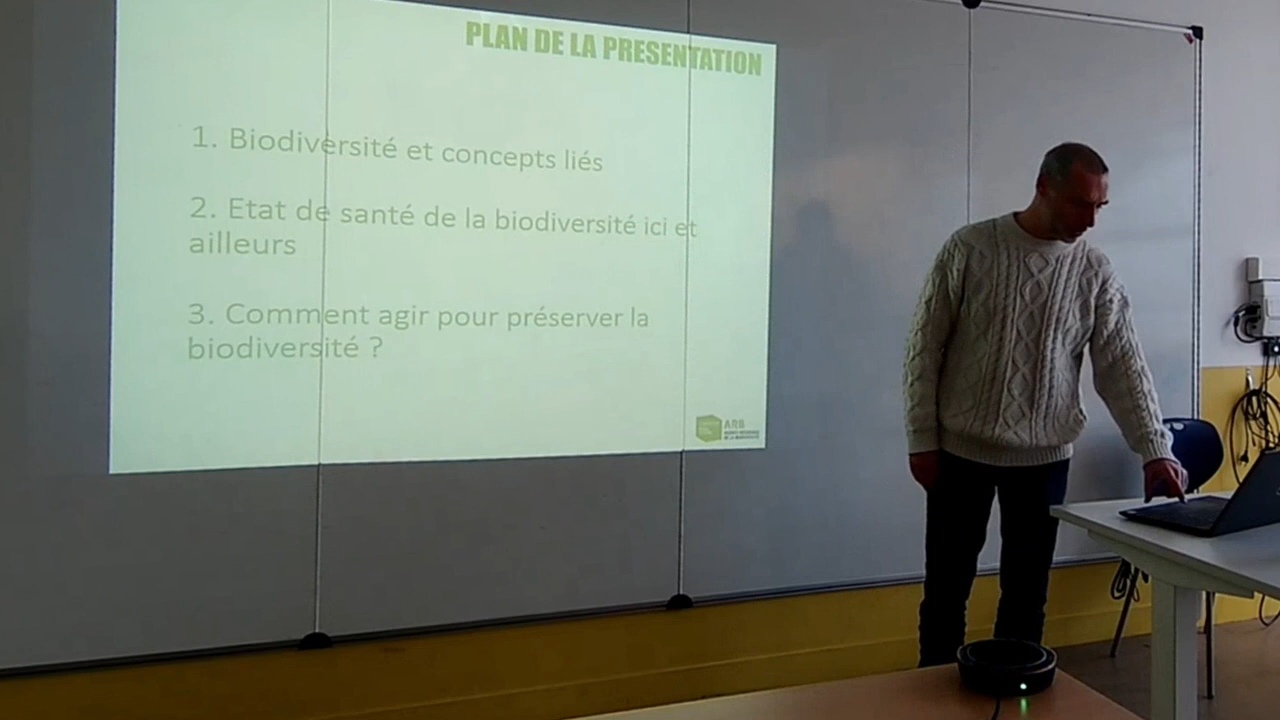 PLAN DE LA PRESENTATION
1. Biodiversité et concepts liés
2. Etat de santé de la biodiversité ici et
ailleurs
3. Comment agir pour préserver la
biodiversité ?
ARB